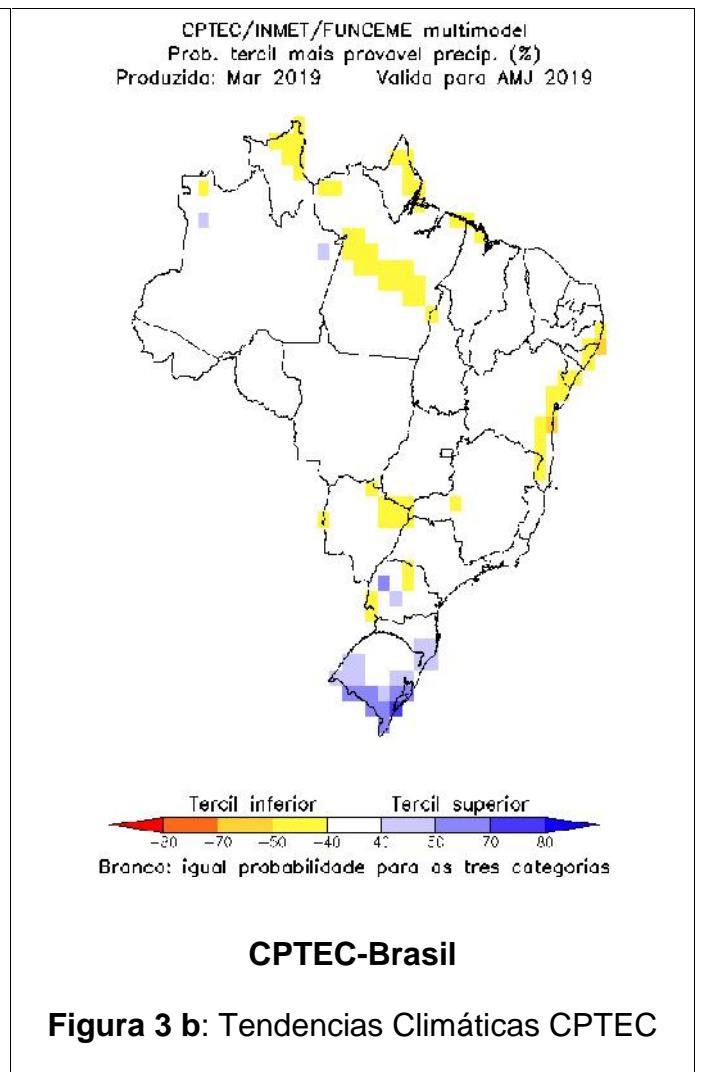 CPTEC/INMET/FUNCEME multimodel
Prob. tercil mais provavel precip. (%)
Produzida: Mar 2019 Valida para AMJ 2019
Tercil inferior Tercil superior
-80 -70 -50 -40 40 50 70 80
Branco: igual probabilidade para as tres categorias
CPTEC-Brasil
Figura 3 b: Tendencias Climáticas CPTEC